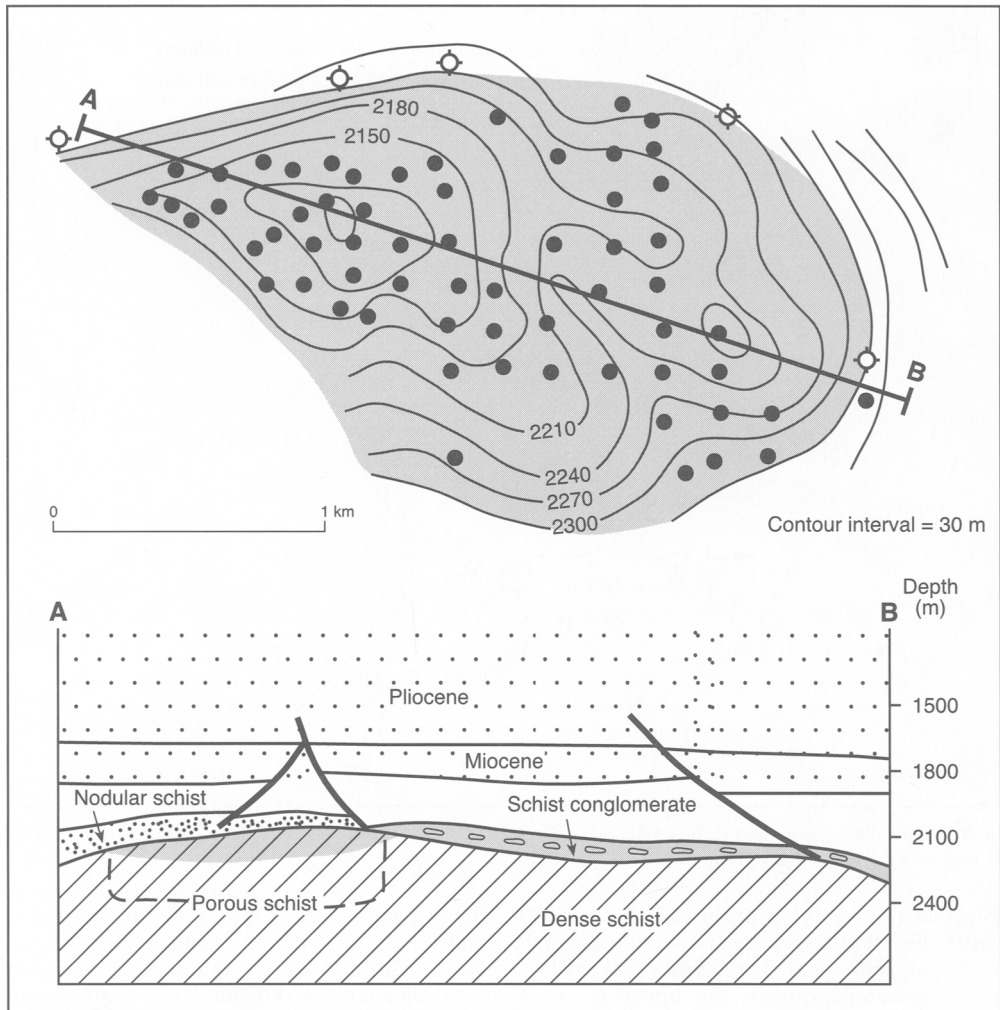 A
2180
2150
B
2210
2240
2270
2300
0 1 km
Contour interval = 30 m
A
B
Depth
(m)
Pliocene
1500
Miocene
1800
Nodular schist
Schist conglomerate
2100
Porous schist
2400
Dense schist